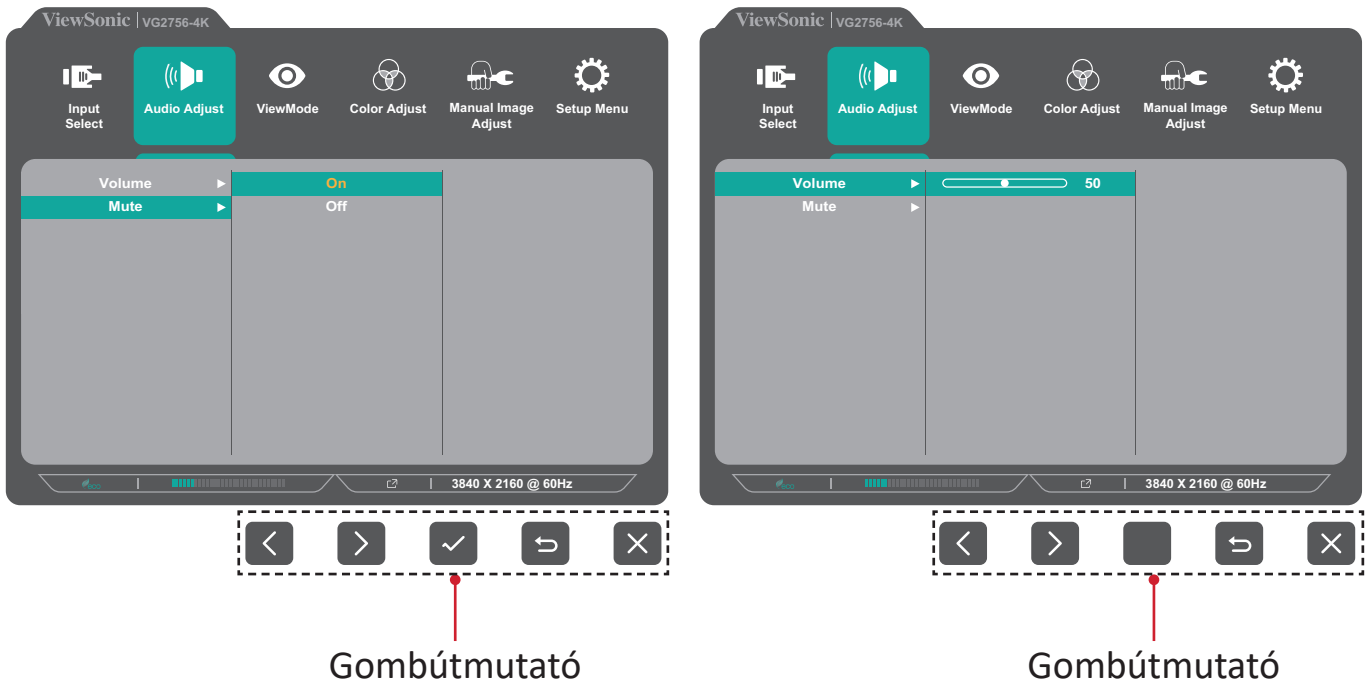 ViewSonic VG2756-4K
Input Select
Audio Adjust
ViewMode
Color Adjust
Manual Image Adjust
Setup Menu
Volume
On
Mute
Off
eco
3840 X 2160 @ 60Hz
Gombútmutató
ViewSonic VG2756-4K
Input Select
Audio Adjust
ViewMode
Color Adjust
Manual Image Adjust
Setup Menu
Volume
50
Mute
eco
3840 X 2160 @ 60Hz
Gombútmutató